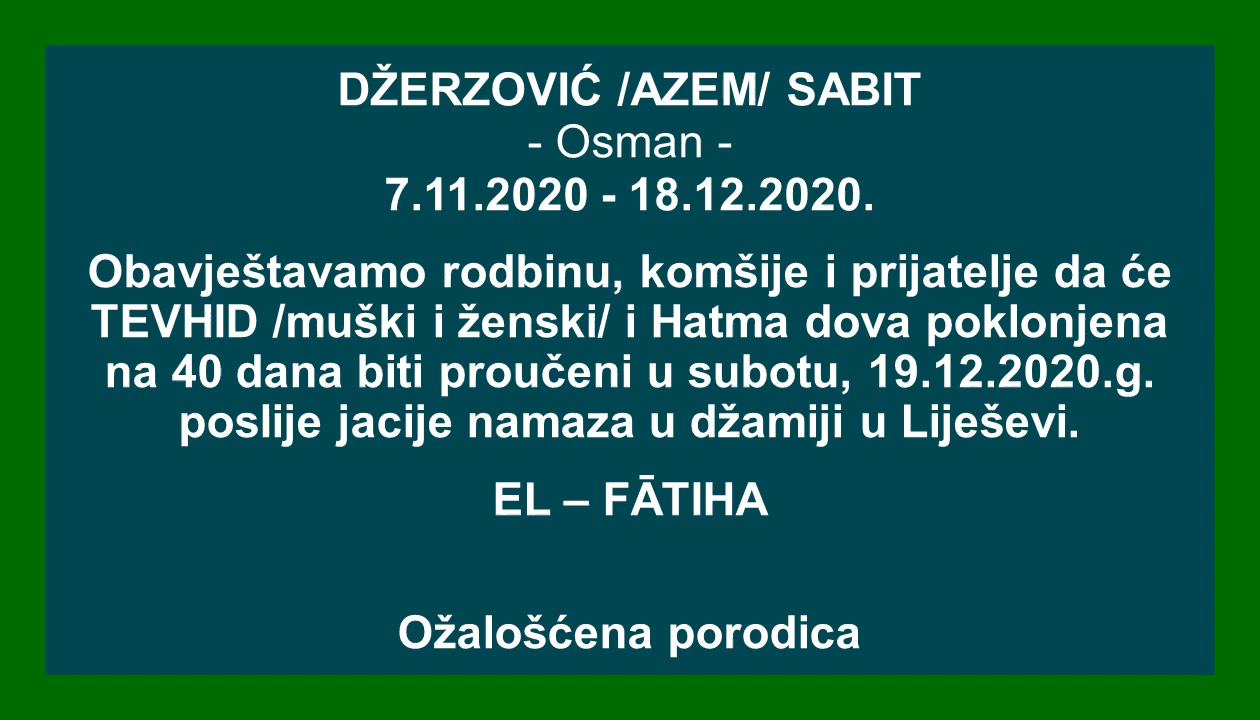 DŽERZOVIĆ /AZEM/ SABIT
- Osman -
7.11.2020 - 18.12.2020.
Obavještavamo rodbinu, komšije i prijatelje da će
TEVHID /muški i ženski/ i Hatma dova poklonjena
na 40 dana biti proučeni u subotu, 19.12.2020.g.
poslije jacije namaza u džamiji u Liješevi.
EL – FĀTIHA
Ožalošćena porodica